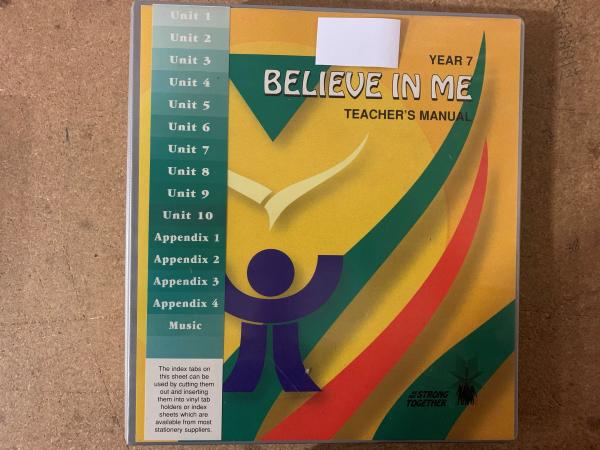 Unit 1
Unit 2
Unit 3
Unit 4
Unit 5
Unit 6
Unit 7
Unit 8
Unit 9
Unit 10
Appendix 1
Appendix 2
Appendix 3
Appendix 4
Music
The index tabs on
this sheet can be
used by cutting them
out and inserting
them into vinyl tab
holders or index
sheets which are
available from most
stationery suppliers.
YEAR 7
BELIEVE IN ME
TEACHER'S MANUAL
STRONG
TOGETHER